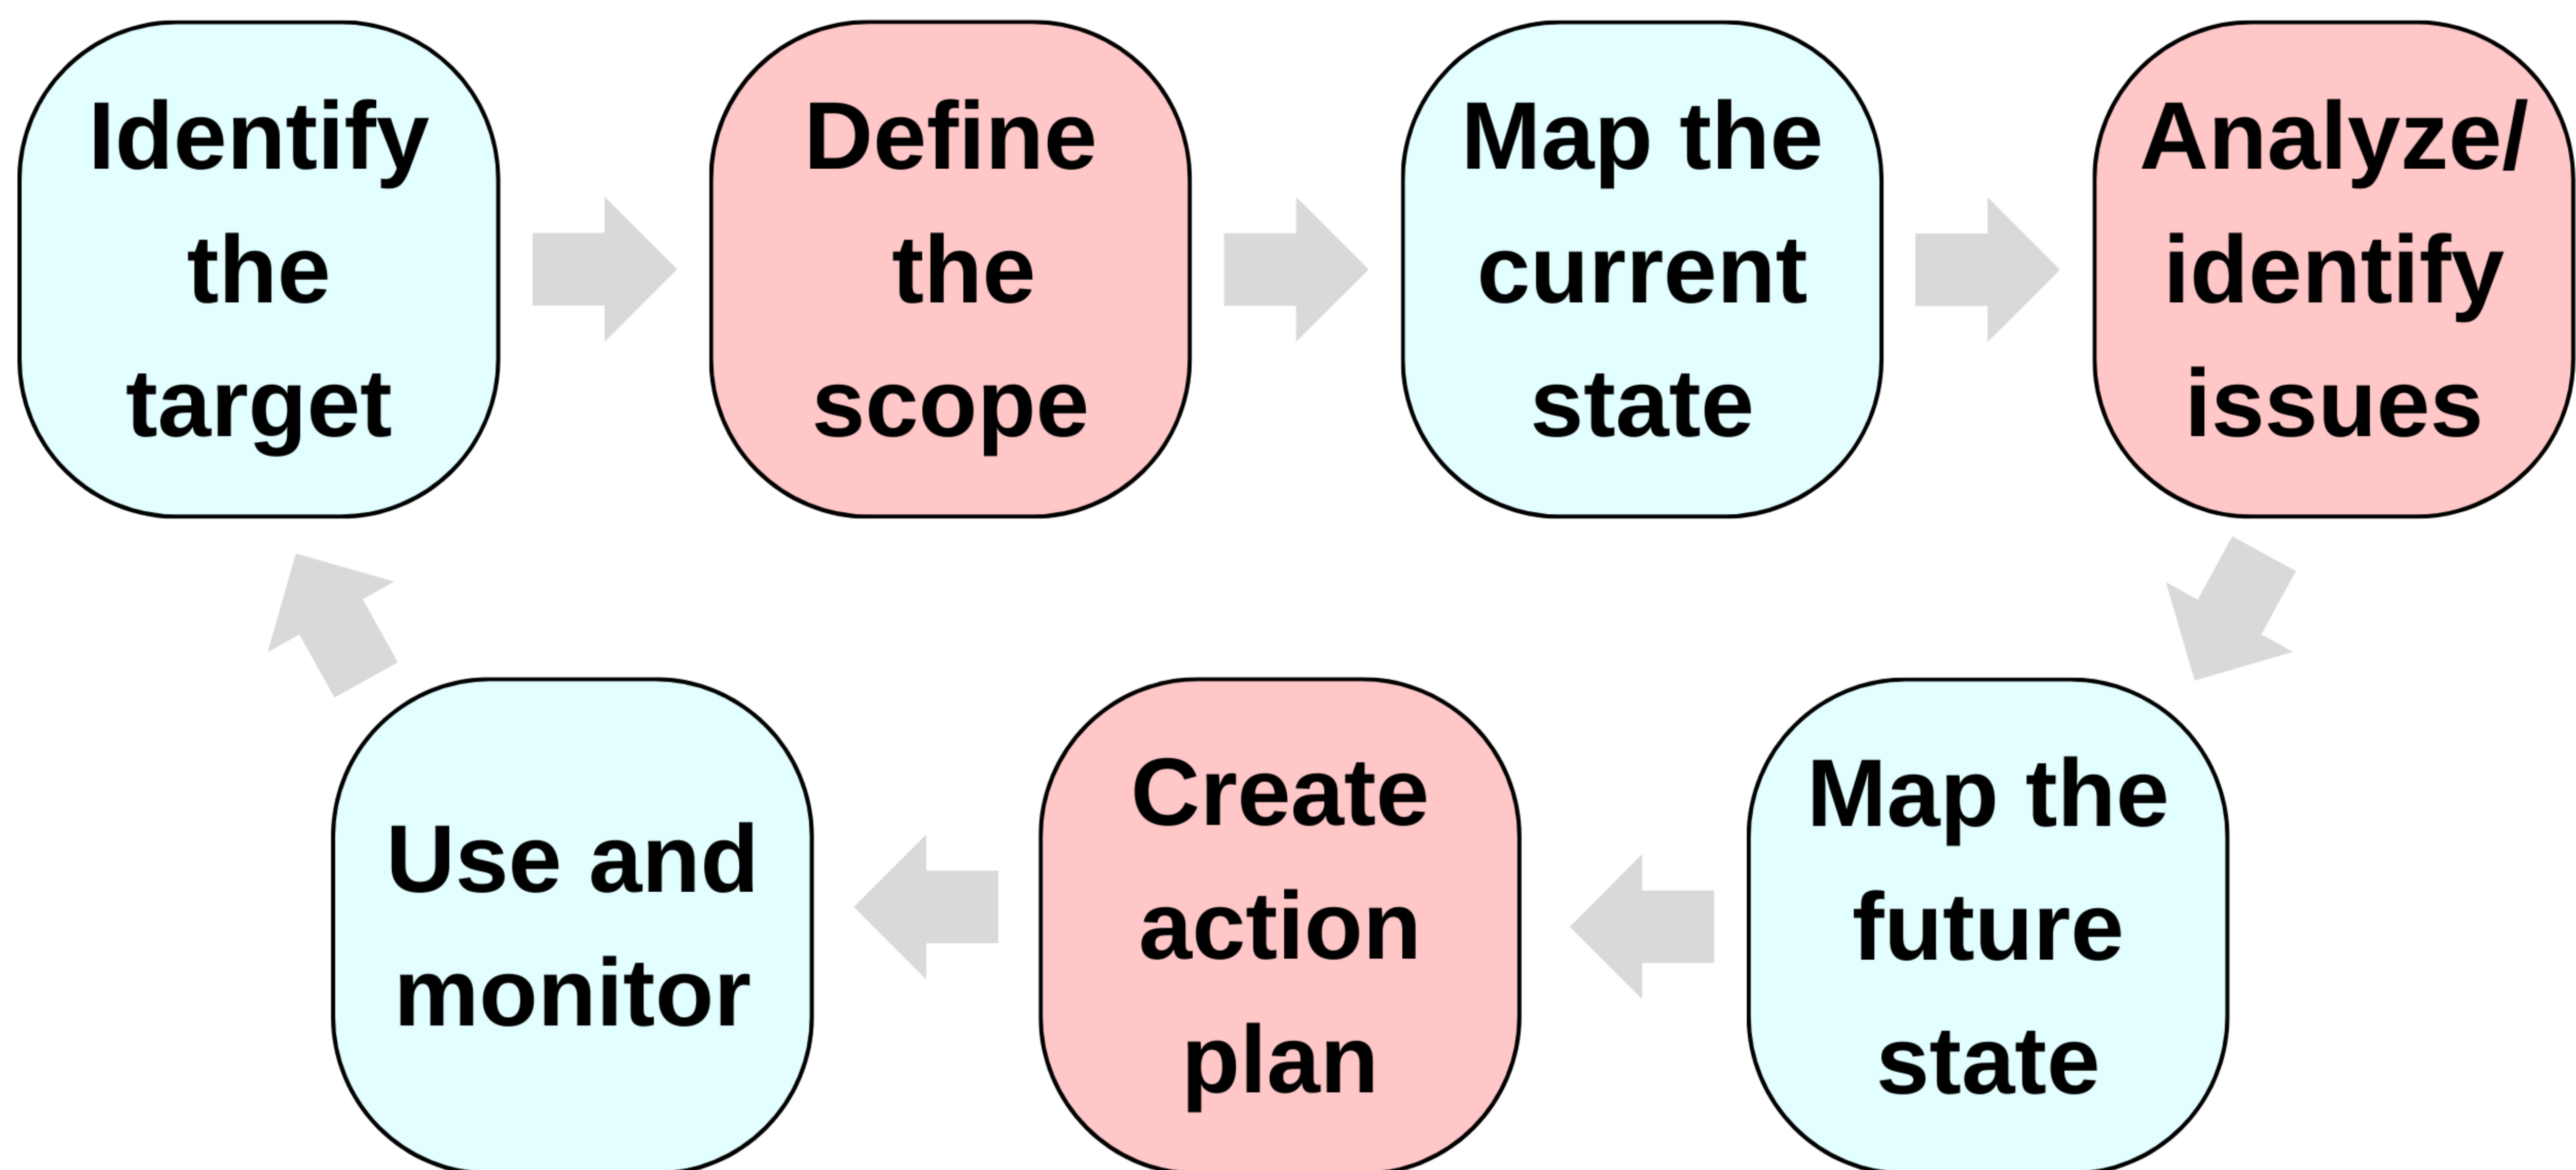 Identify
the
target
Define
the
scope
Map the
current
state
Analyze/
identify
issues
Map the
future
state
Create
action
plan
Use and
monitor